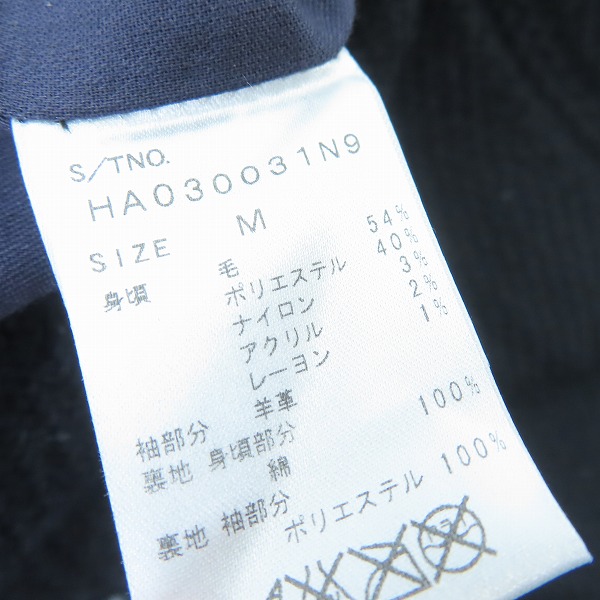 S/TNO.
HA030031N9
SIZE M
身頃 毛 54%
ポリエステル 40%
ナイロン 3%
アクリル 2%
レーヨン 1%
袖部分 羊革
裏地 身頃部分
綿 100%
裏地 袖部分
ポリエステル 100%